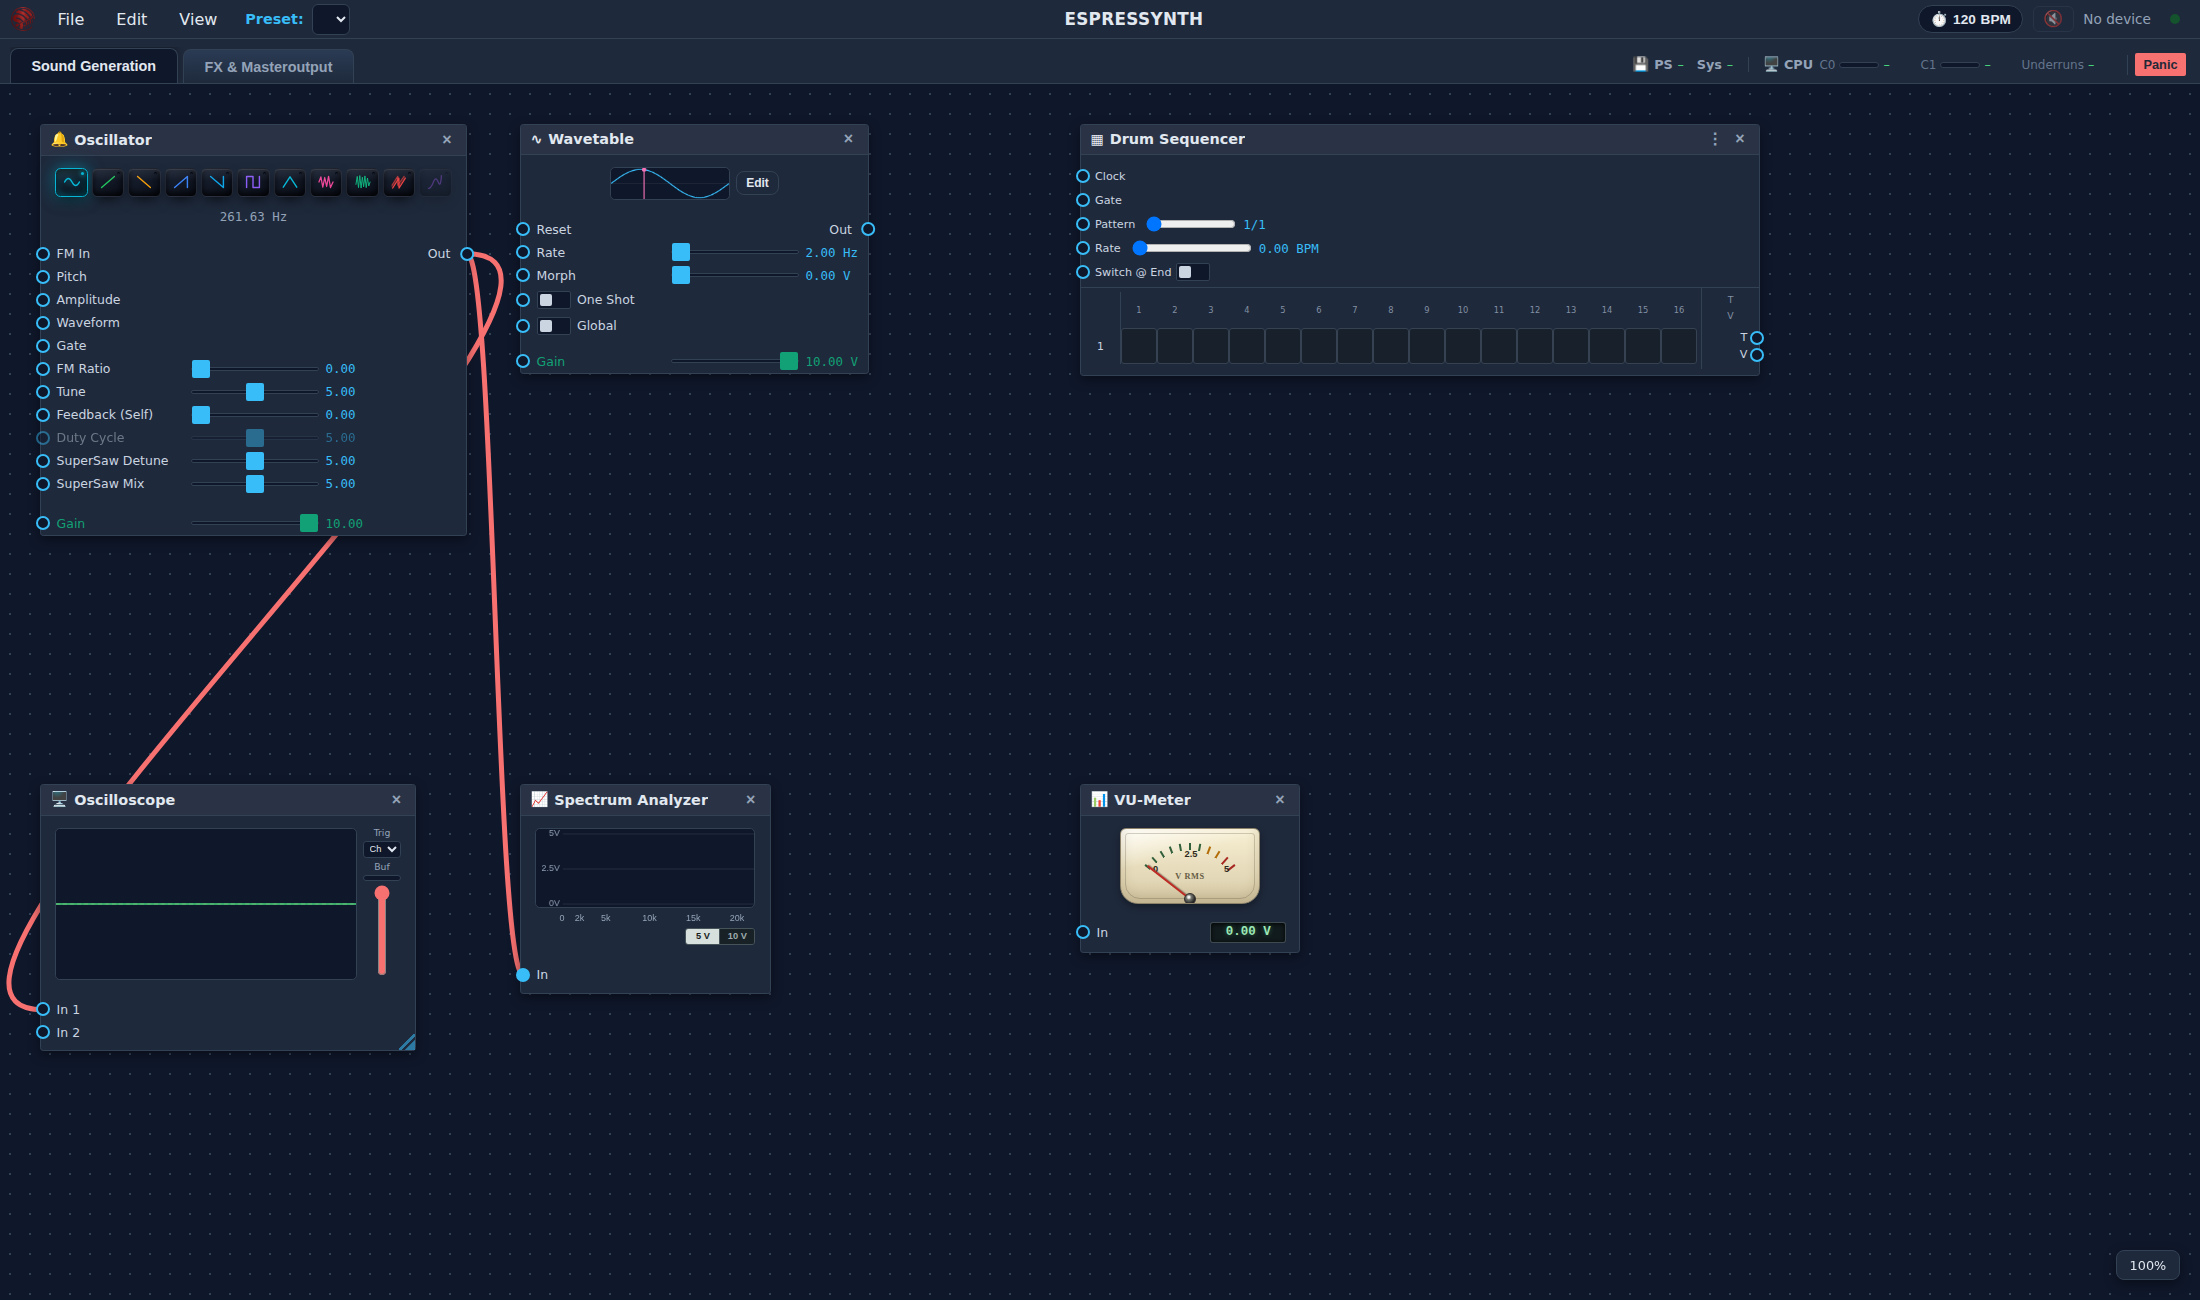 File Edit View Preset: ESPRESSYNTH 120 BPM No device
Sound Generation FX & Masteroutput PS – Sys – CPU C0 – C1 – Underruns – Panic
Oscillator ×
261.63 Hz
FM In Out
Pitch
Amplitude
Waveform
Gate
FM Ratio 0.00
Tune 5.00
Feedback (Self) 0.00
Duty Cycle 5.00
SuperSaw Detune 5.00
SuperSaw Mix 5.00
Gain 10.00
Wavetable ×
Edit
Reset Out
Rate 2.00 Hz
Morph 0.00 V
One Shot
Global
Gain 10.00 V
Drum Sequencer ⋮ ×
Clock
Gate
Pattern 1/1
Rate 0.00 BPM
Switch @ End
1 2 3 4 5 6 7 8 9 10 11 12 13 14 15 16 T
V
1 T
V
Oscilloscope ×
Trig
Ch
Buf
In 1
In 2
Spectrum Analyzer ×
5V
2.5V
0V
0 2k 5k 10k 15k 20k
5 V 10 V
In
VU-Meter ×
0 2.5 5
V RMS
In 0.00 V
100%